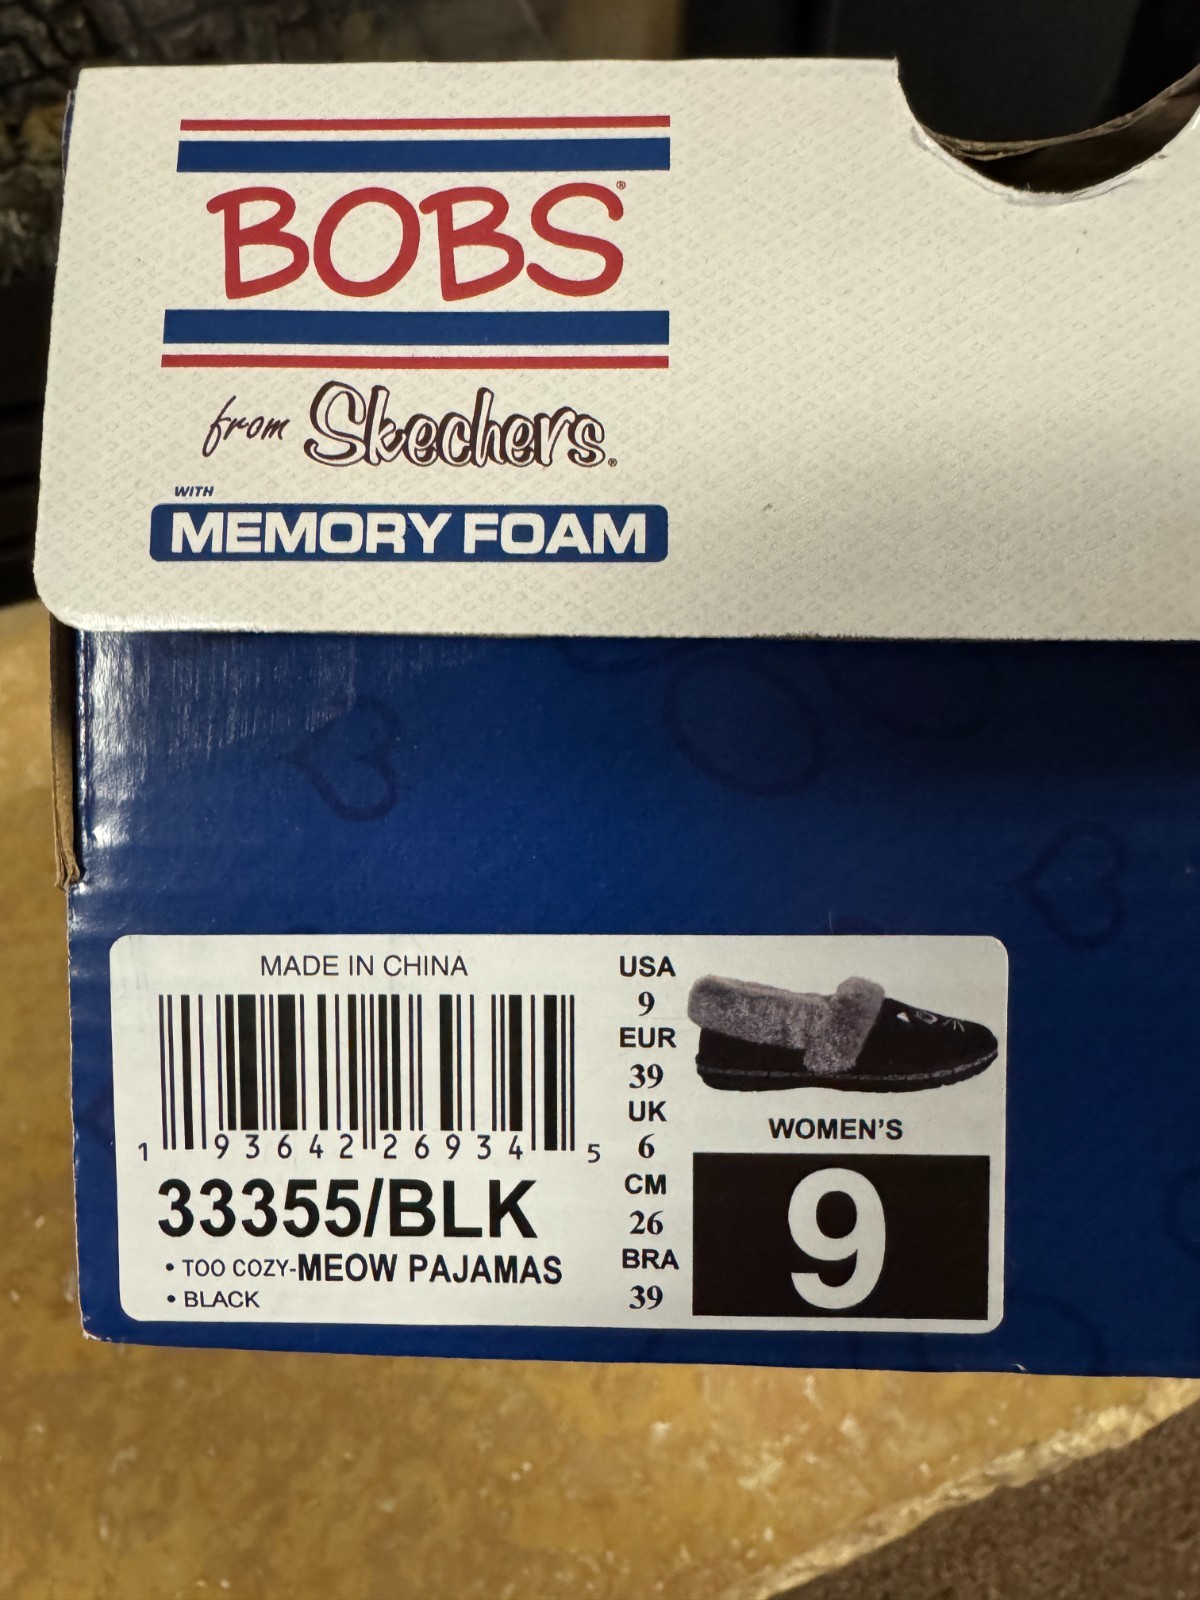 BOBS®
from Skechers®
WITH
MEMORY FOAM
MADE IN CHINA
1 93642 26934 5
33355/BLK
• TOO COZY-MEOW PAJAMAS
• BLACK
USA
9
EUR
39
UK
6
CM
26
BRA
39
WOMEN'S
9